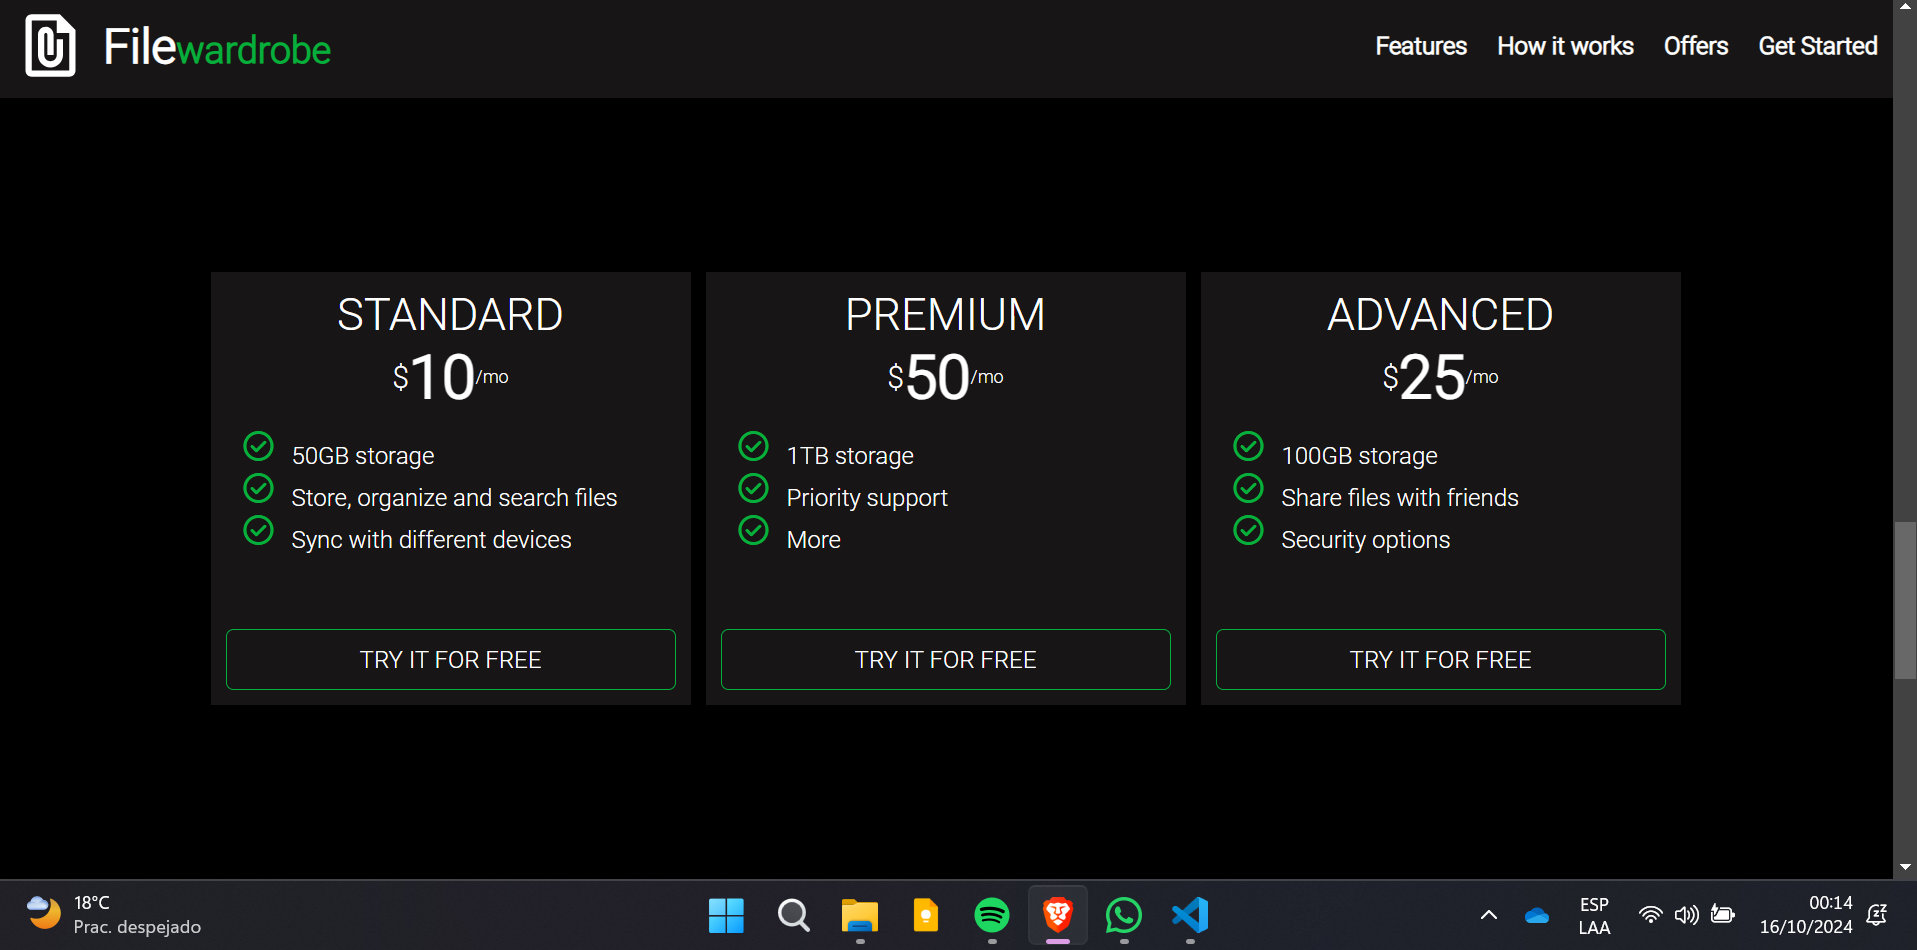 Filewardrobe
Features How it works Offers Get Started
STANDARD
$10/mo
50GB storage
Store, organize and search files
Sync with different devices
TRY IT FOR FREE
PREMIUM
$50/mo
1TB storage
Priority support
More
TRY IT FOR FREE
ADVANCED
$25/mo
100GB storage
Share files with friends
Security options
TRY IT FOR FREE
18°C
Prac. despejado
ESP
LAA
00:14
16/10/2024